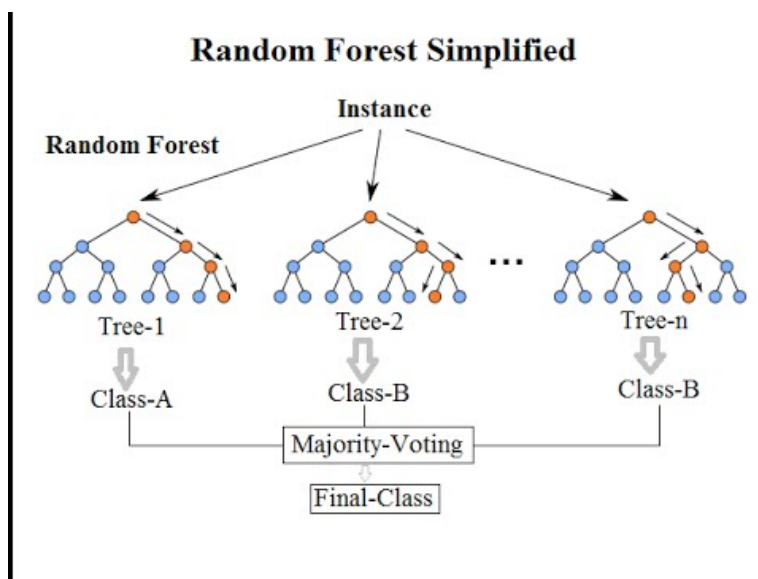 Random Forest Simplified
Instance
Random Forest
...
Tree-1
Tree-2
Tree-n
Class-A
Class-B
Class-B
Majority-Voting
Final-Class